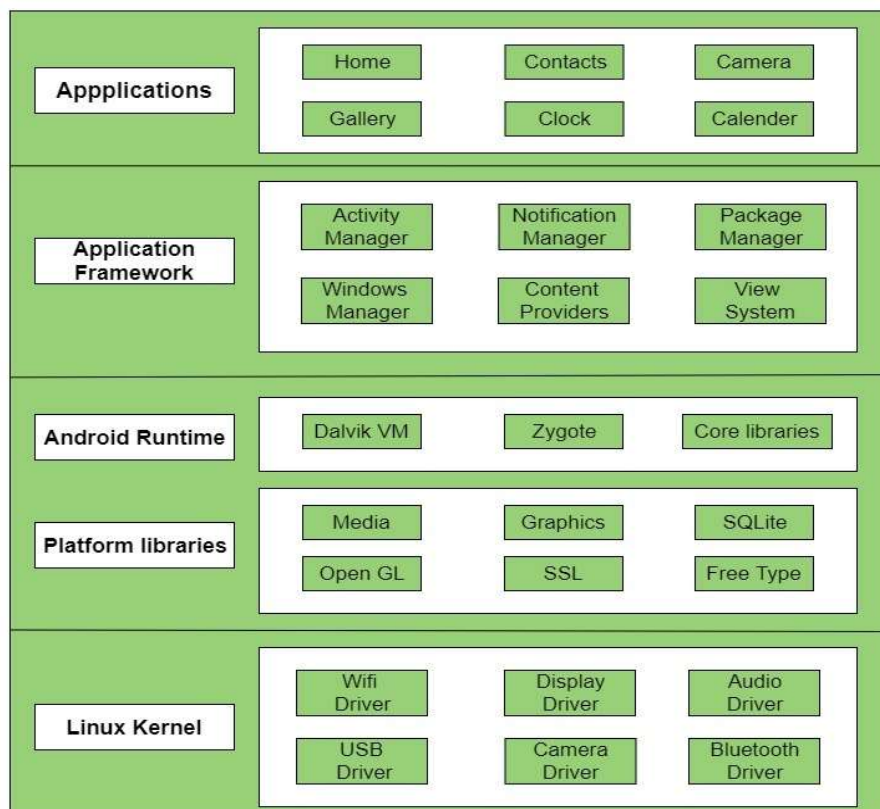 Appplications
Home
Contacts
Camera
Gallery
Clock
Calender
Application
Framework
Activity
Manager
Notification
Manager
Package
Manager
Windows
Manager
Content
Providers
View
System
Android Runtime
Dalvik VM
Zygote
Core libraries
Platform libraries
Media
Graphics
SQLite
Open GL
SSL
Free Type
Linux Kernel
Wifi
Driver
Display
Driver
Audio
Driver
USB
Driver
Camera
Driver
Bluetooth
Driver